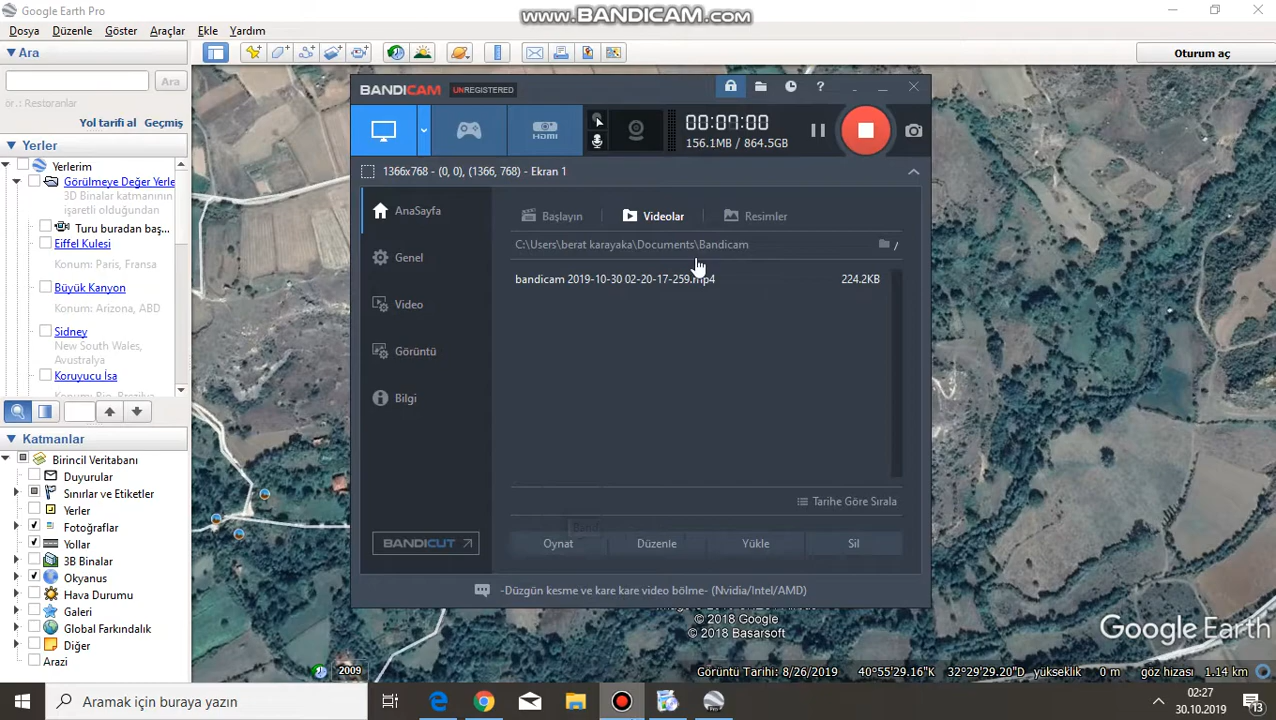 Google Earth Pro
www.BANDICAM.com
Dosya Düzenle Göster Araçlar Ekle Yardım
Ara
Oturum aç
Ara
ör.: Restoranlar
Yol tarifi al Geçmiş
Yerler
Yerlerim
Görülmeye Değer Yerle
3D Binalar katmanının
işaretli olduğundan
Turu buradan baş...
Eiffel Kulesi
Konum: Paris, Fransa
Büyük Kanyon
Konum: Arizona, ABD
Sidney
New South Wales,
Avustralya
Koruyucu İsa
Katmanlar
Birincil Veritabanı
Duyurular
Sınırlar ve Etiketler
Yerler
Fotoğraflar
Yollar
3B Binalar
Okyanus
Hava Durumu
Galeri
Global Farkındalık
Diğer
Arazi
BANDICAM UNREGISTERED
HDMI
00:07:00
156.1MB / 864.5GB
1366x768 - (0, 0), (1366, 768) - Ekran 1
AnaSayfa
Genel
Video
Görüntü
Bilgi
BANDICUT
Başlayın Videolar Resimler
C:\Users\berat karayaka\Documents\Bandicam /
bandicam 2019-10-30 02-20-17-259.mp4 224.2KB
Tarihe Göre Sırala
Oynat Düzenle Yükle Sil
-Düzgün kesme ve kare kare video bölme- (Nvidia/Intel/AMD)
© 2018 Google
© 2018 Basarsoft
Google Earth
2009
Görüntü Tarihi: 8/26/2019 40°55'29.16"K 32°29'29.20"D yükseklik 0 m göz hizası 1.14 km
Aramak için buraya yazın
02:27
30.10.2019
13